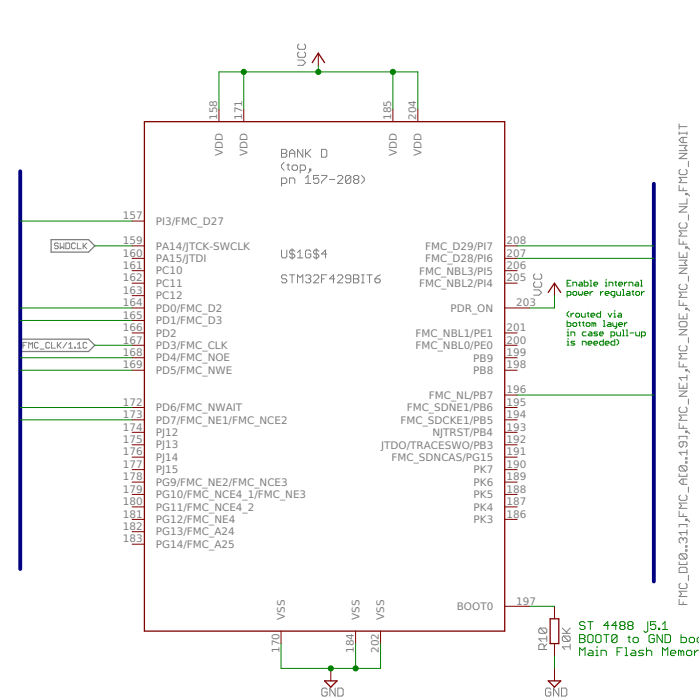 VCC
158
171
185
204
VDD
VDD
VDD
VDD
BANK D
(top,
pn 157-208)
U$1G$4
STM32F429BIT6
157 PI3/FMC_D27
SWDCLK
159 PA14/JTCK-SWCLK
160 PA15/JTDI
161 PC10
162 PC11
163 PC12
164 PD0/FMC_D2
165 PD1/FMC_D3
166 PD2
FMC_CLK/1.1C
167 PD3/FMC_CLK
168 PD4/FMC_NOE
169 PD5/FMC_NWE
172 PD6/FMC_NWAIT
173 PD7/FMC_NE1/FMC_NCE2
174 PJ12
175 PJ13
176 PJ14
177 PJ15
178 PG9/FMC_NE2/FMC_NCE3
179 PG10/FMC_NCE4_1/FMC_NE3
180 PG11/FMC_NCE4_2
181 PG12/FMC_NE4
182 PG13/FMC_A24
183 PG14/FMC_A25
FMC_D29/PI7 208
FMC_D28/PI6 207
FMC_NBL3/PI5 206
FMC_NBL2/PI4 205
PDR_ON 203
VCC
Enable internal
power regulator
(routed via
bottom layer
in case pull-up
is needed)
FMC_NBL1/PE1 201
FMC_NBL0/PE0 200
PB9 199
PB8 198
FMC_NL/PB7 196
FMC_SDNE1/PB6 195
FMC_SDCKE1/PB5 194
NJTRST/PB4 193
JTDO/TRACESWO/PB3 192
FMC_SDNCAS/PG15 191
PK7 190
PK6 189
PK5 188
PK4 187
PK3 186
BOOT0 197
VSS
VSS
VSS
170
184
202
GND
R10
10K
GND
ST 4488 j5.1
BOOT0 to GND boo
Main Flash Memor
FMC_D[0..31],FMC_A[0..19],FMC_NE1,FMC_NOE,FMC_NWE,FMC_NL,FMC_NWAIT